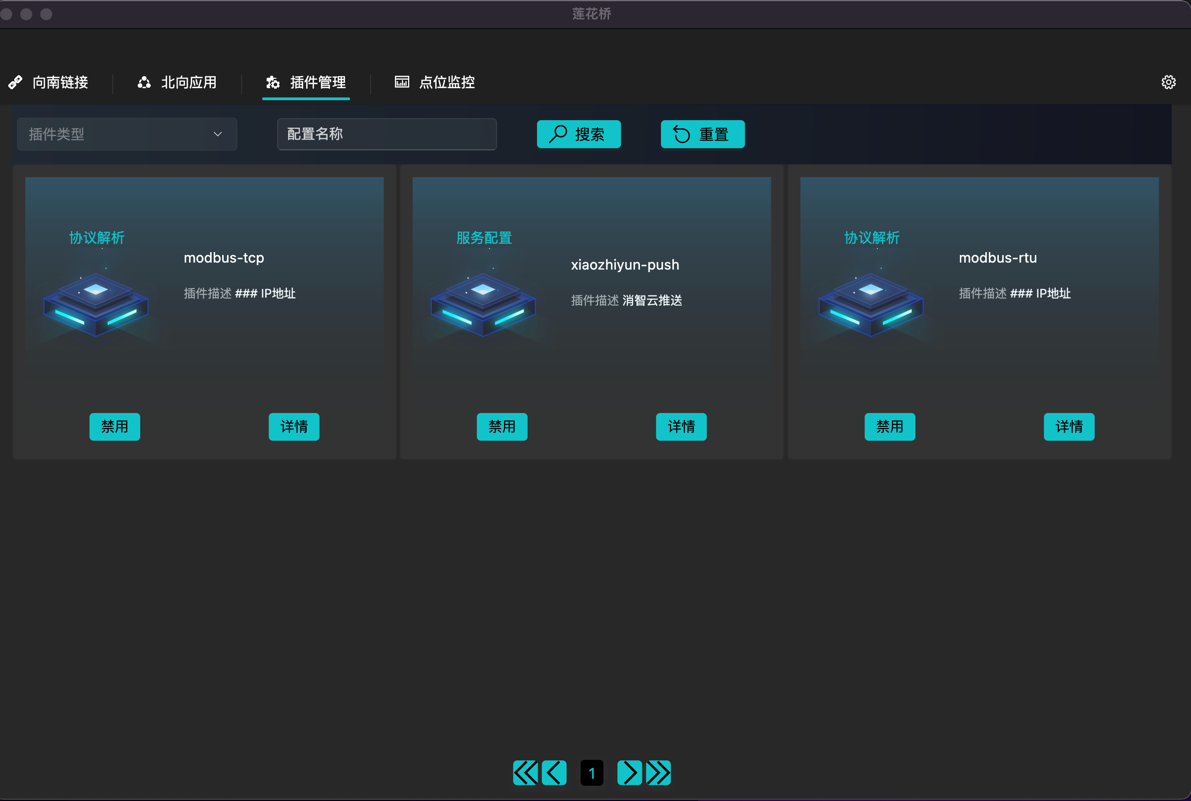 莲花桥
向南链接
北向应用
插件管理
点位监控
插件类型
配置名称
搜索
重置
协议解析
modbus-tcp
插件描述 ### IP地址
禁用
详情
服务配置
xiaozhiyun-push
插件描述 消智云推送
禁用
详情
协议解析
modbus-rtu
插件描述 ### IP地址
禁用
详情
1